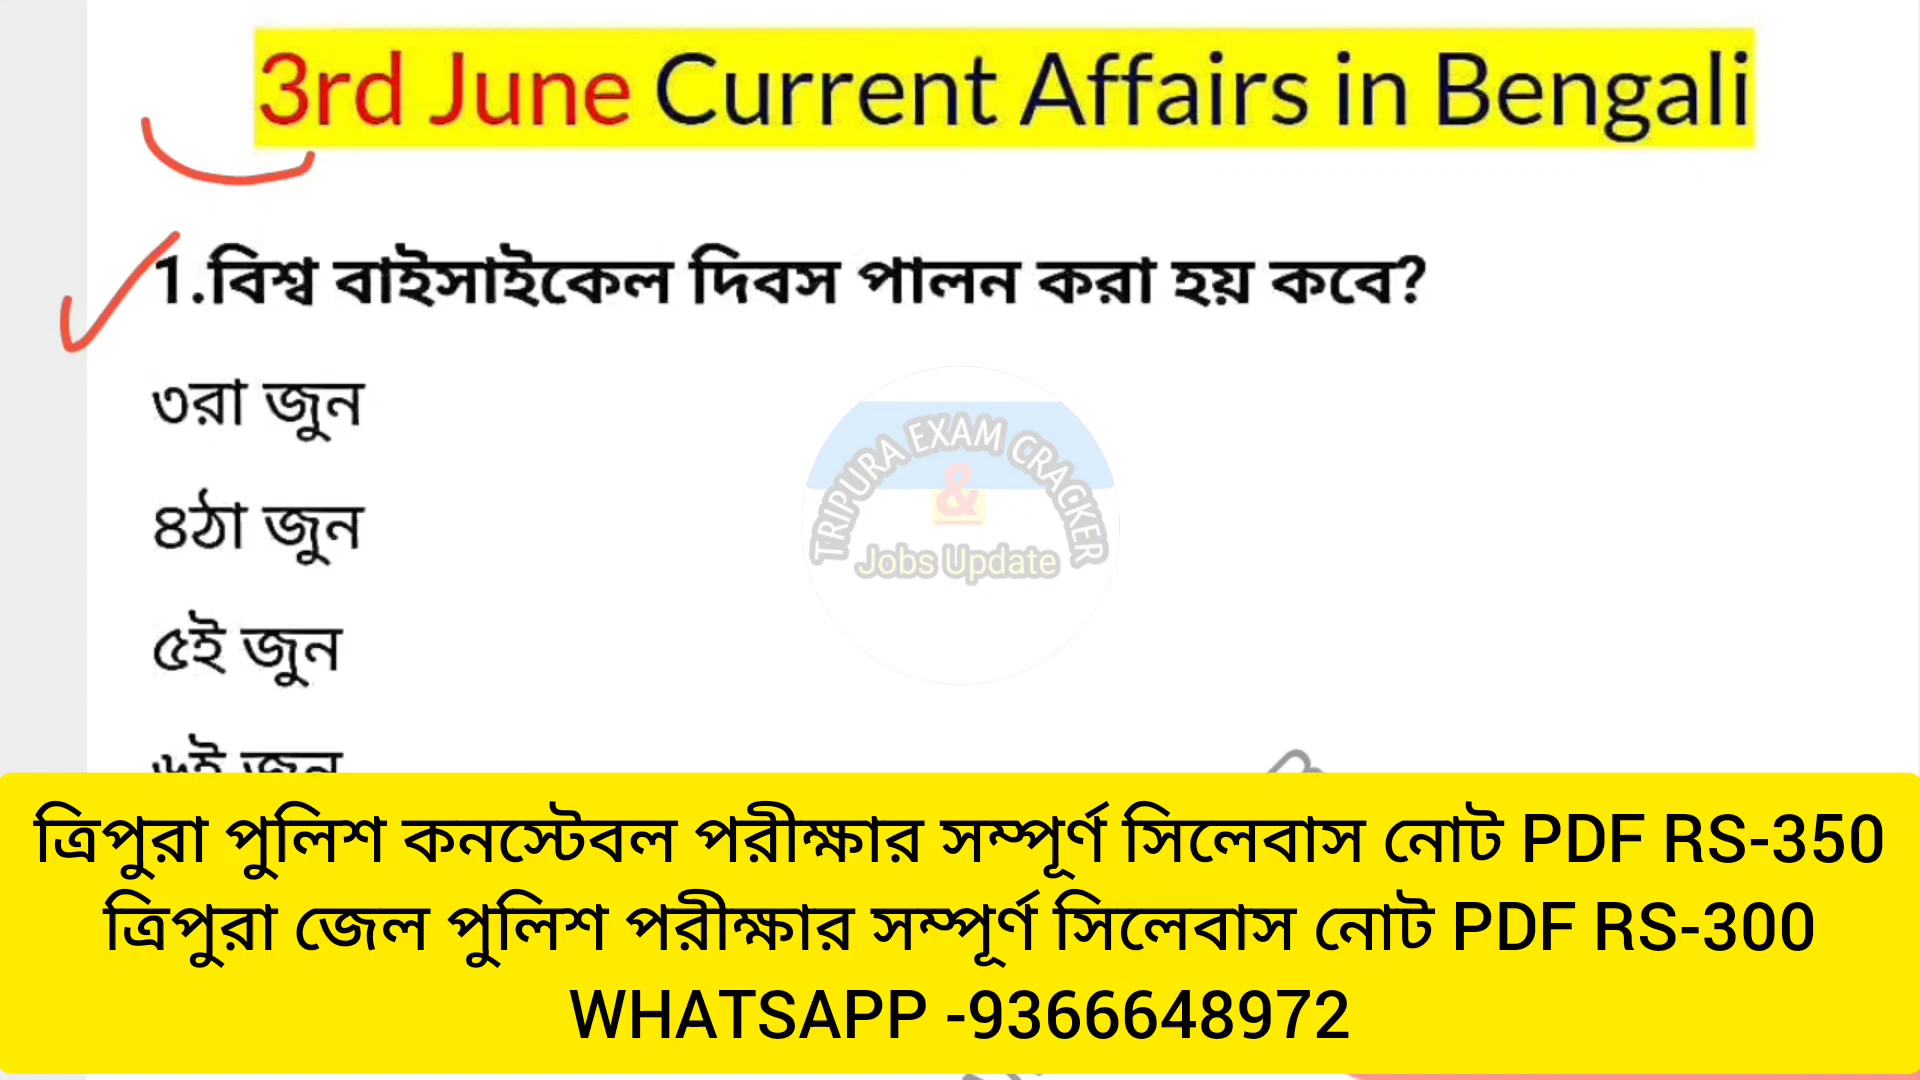 3rd June Current Affairs in Bengali
1.বিশ্ব বাইসাইকেল দিবস পালন করা হয় কবে?
৩রা জুন
TRIPURA EXAM CRACKER
&
Jobs Update
৪ঠা জুন
৫ই জুন
৬ই জুন
ত্রিপুরা পুলিশ কনস্টেবল পরীক্ষার সম্পূর্ণ সিলেবাস নোট PDF RS-350
ত্রিপুরা জেল পুলিশ পরীক্ষার সম্পূর্ণ সিলেবাস নোট PDF RS-300
WHATSAPP -9366648972